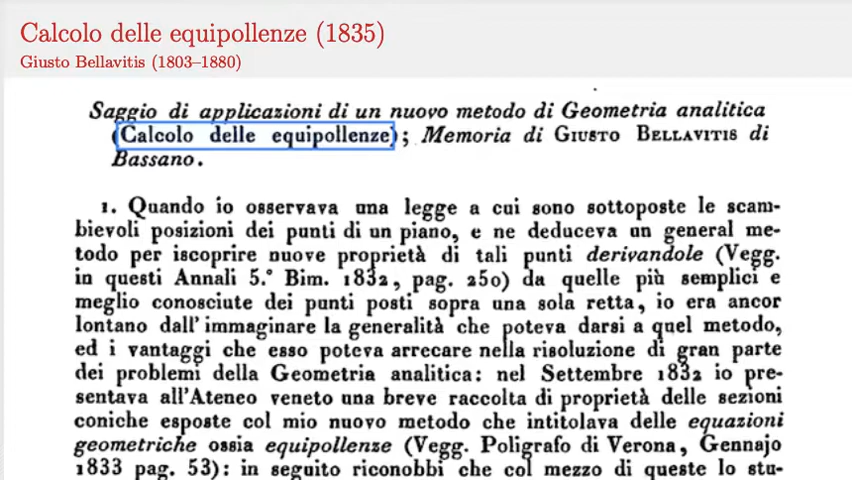 Calcolo delle equipollenze (1835)
Giusto Bellavitis (1803–1880)
Saggio di applicazioni di un nuovo metodo di Geometria analitica
(Calcolo delle equipollenze); Memoria di GIUSTO BELLAVITIS di
Bassano.
1. Quando io osservava una legge a cui sono sottoposte le scam-
bievoli posizioni dei punti di un piano, e ne deduceva un general me-
todo per iscoprire nuove proprietà di tali punti derivandole (Vegg.
in questi Annali 5.° Bim. 1832, pag. 250) da quelle più semplici e
meglio conosciute dei punti posti sopra una sola retta, io era ancor
lontano dall' immaginare la generalità che poteva darsi a quel metodo,
ed i vantaggi che esso poteva arrecare nella risoluzione di gran parte
dei problemi della Geometria analitica: nel Settembre 1832 io pre-
sentava all'Ateneo veneto una breve raccolta di proprietà delle sezioni
coniche esposte col mio nuovo metodo che intitolava delle equazioni
geometriche ossia equipollenze (Vegg. Poligrafo di Verona, Gennajo
1833 pag. 53): in seguito riconobbi che col mezzo di queste lo stu-